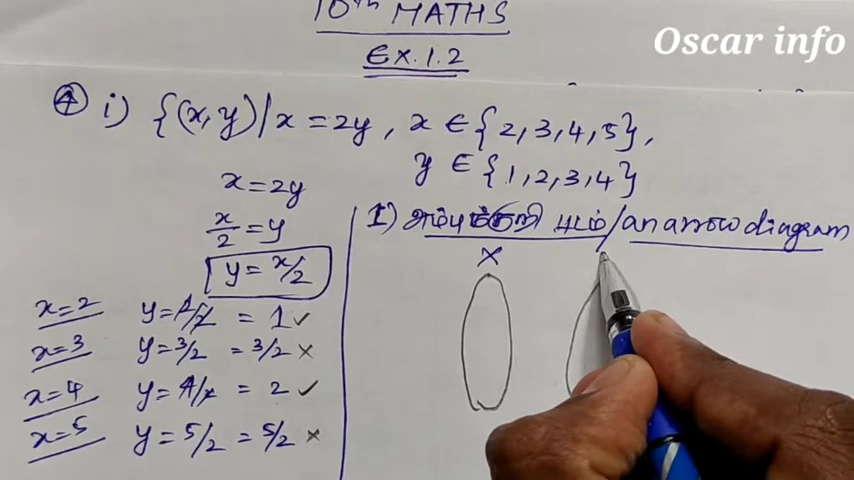 10th MATHS
Oscar info
EX.1.2
④ i) {(x,y)/x = 2y, x ∈ {2,3,4,5},
y ∈ {1,2,3,4}
x = 2y
x/2 = y
y = x/2
x=2 y = 2/2 = 1 ✓
x=3 y = 3/2 = 3/2 ×
x=4 y = 4/2 = 2 ✓
x=5 y = 5/2 = 5/2 ×
I) அம்புக்குறி படம்/an arrow diagram
X